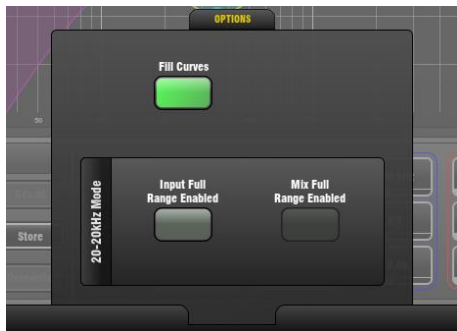 OPTIONS
Fill Curves
50
20-20kHz Mode
Input Full
Range Enabled
Mix Full
Range Enabled
Store